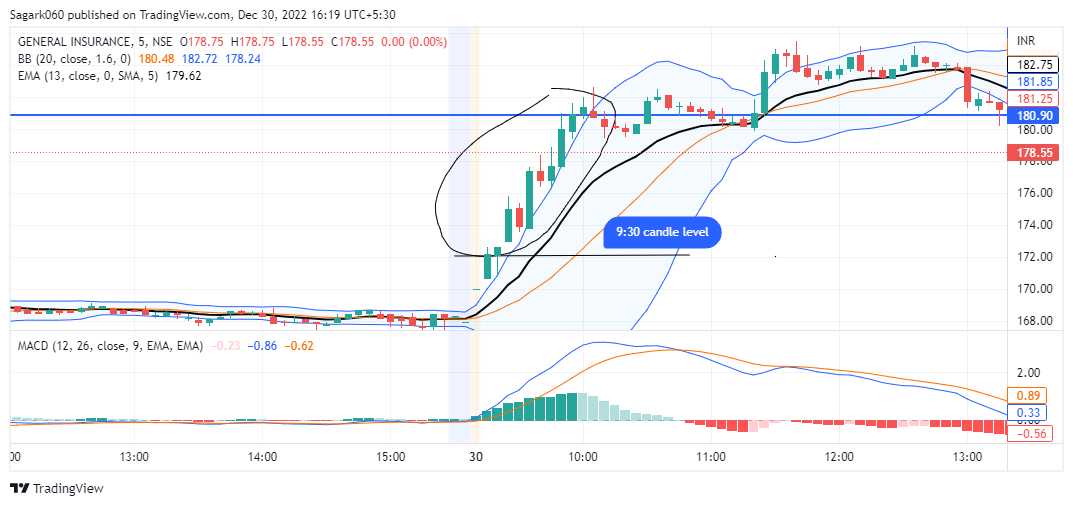 Sagark060 published on TradingView.com, Dec 30, 2022 16:19 UTC+5:30
GENERAL INSURANCE, 5, NSE O178.75 H178.75 L178.55 C178.55 0.00 (0.00%)
INR
BB (20, close, 1.6, 0) 180.48 182.72 178.24
EMA (13, close, 0, SMA, 5) 179.62
182.75
181.85
181.25
180.90
180.00
178.55
176.00
174.00
9:30 candle level
172.00
170.00
168.00
MACD (12, 26, close, 9, EMA, EMA) −0.23 −0.86 −0.62
2.00
0.89
0.33
0.00
−0.56
:00 13:00 14:00 15:00 30 10:00 11:00 12:00 13:00
TradingView